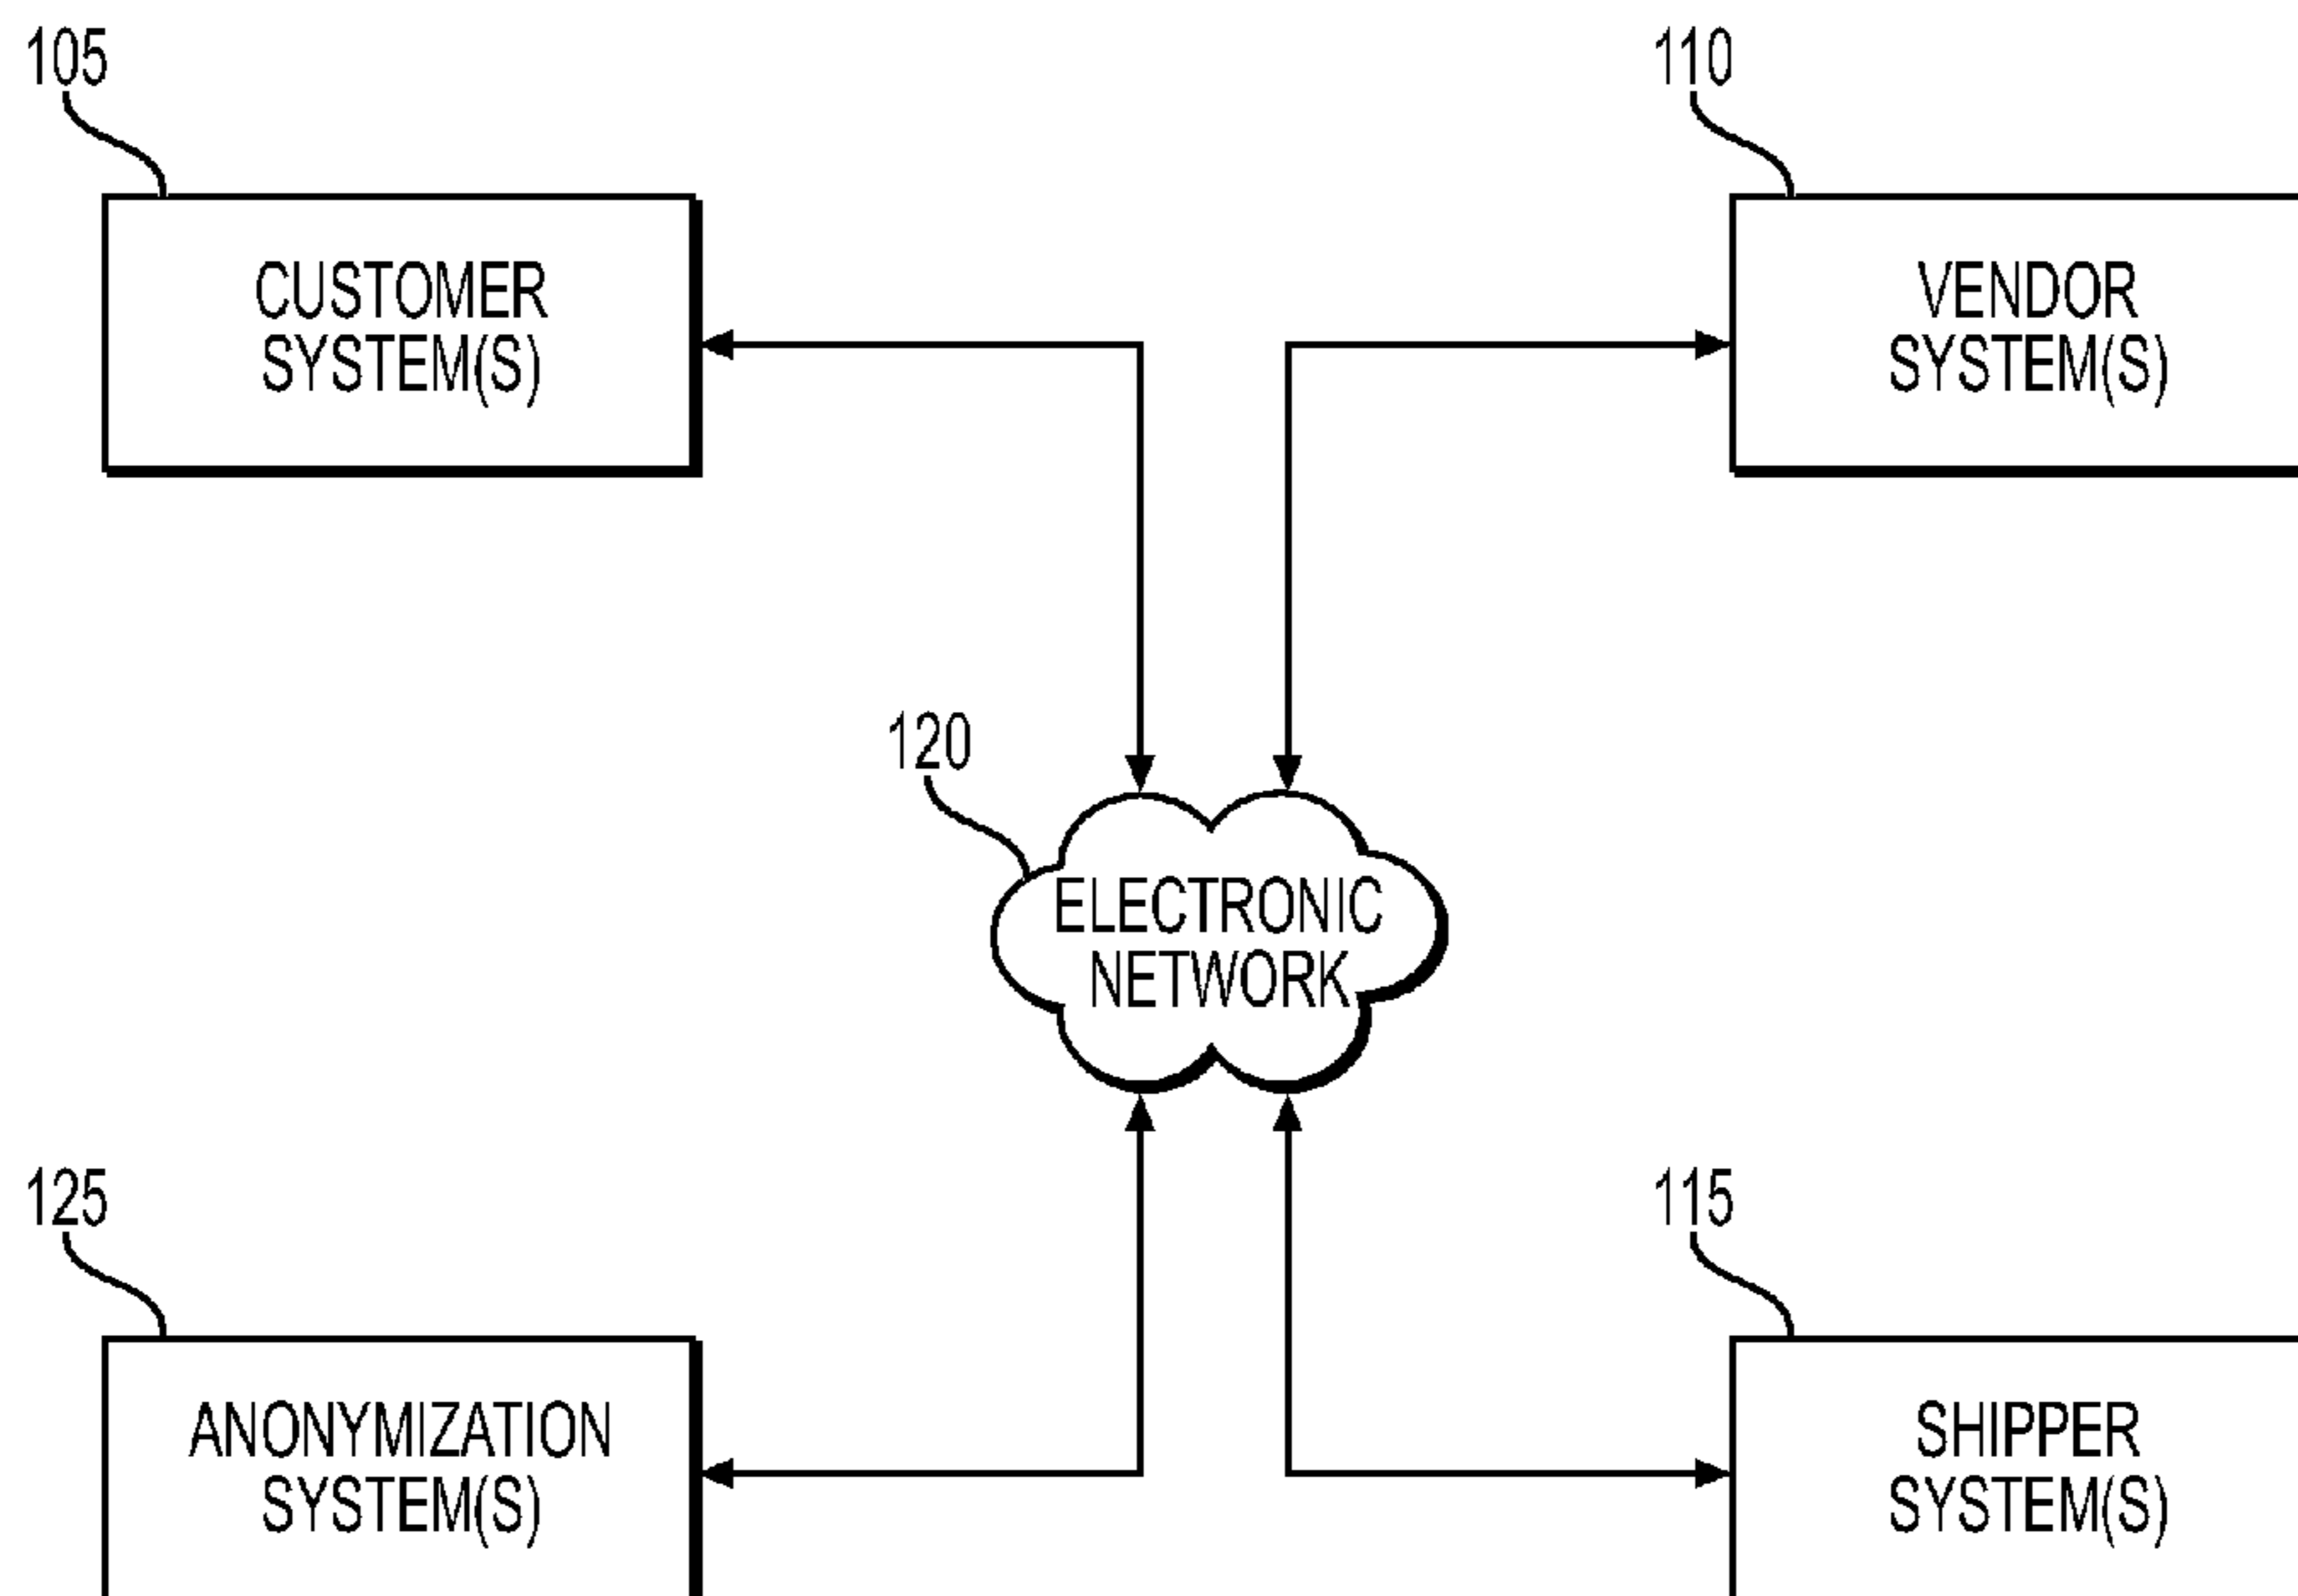 105
110
CUSTOMER
SYSTEM(S)
VENDOR
SYSTEM(S)
120
ELECTRONIC
NETWORK
125
115
ANONYMIZATION
SYSTEM(S)
SHIPPER
SYSTEM(S)